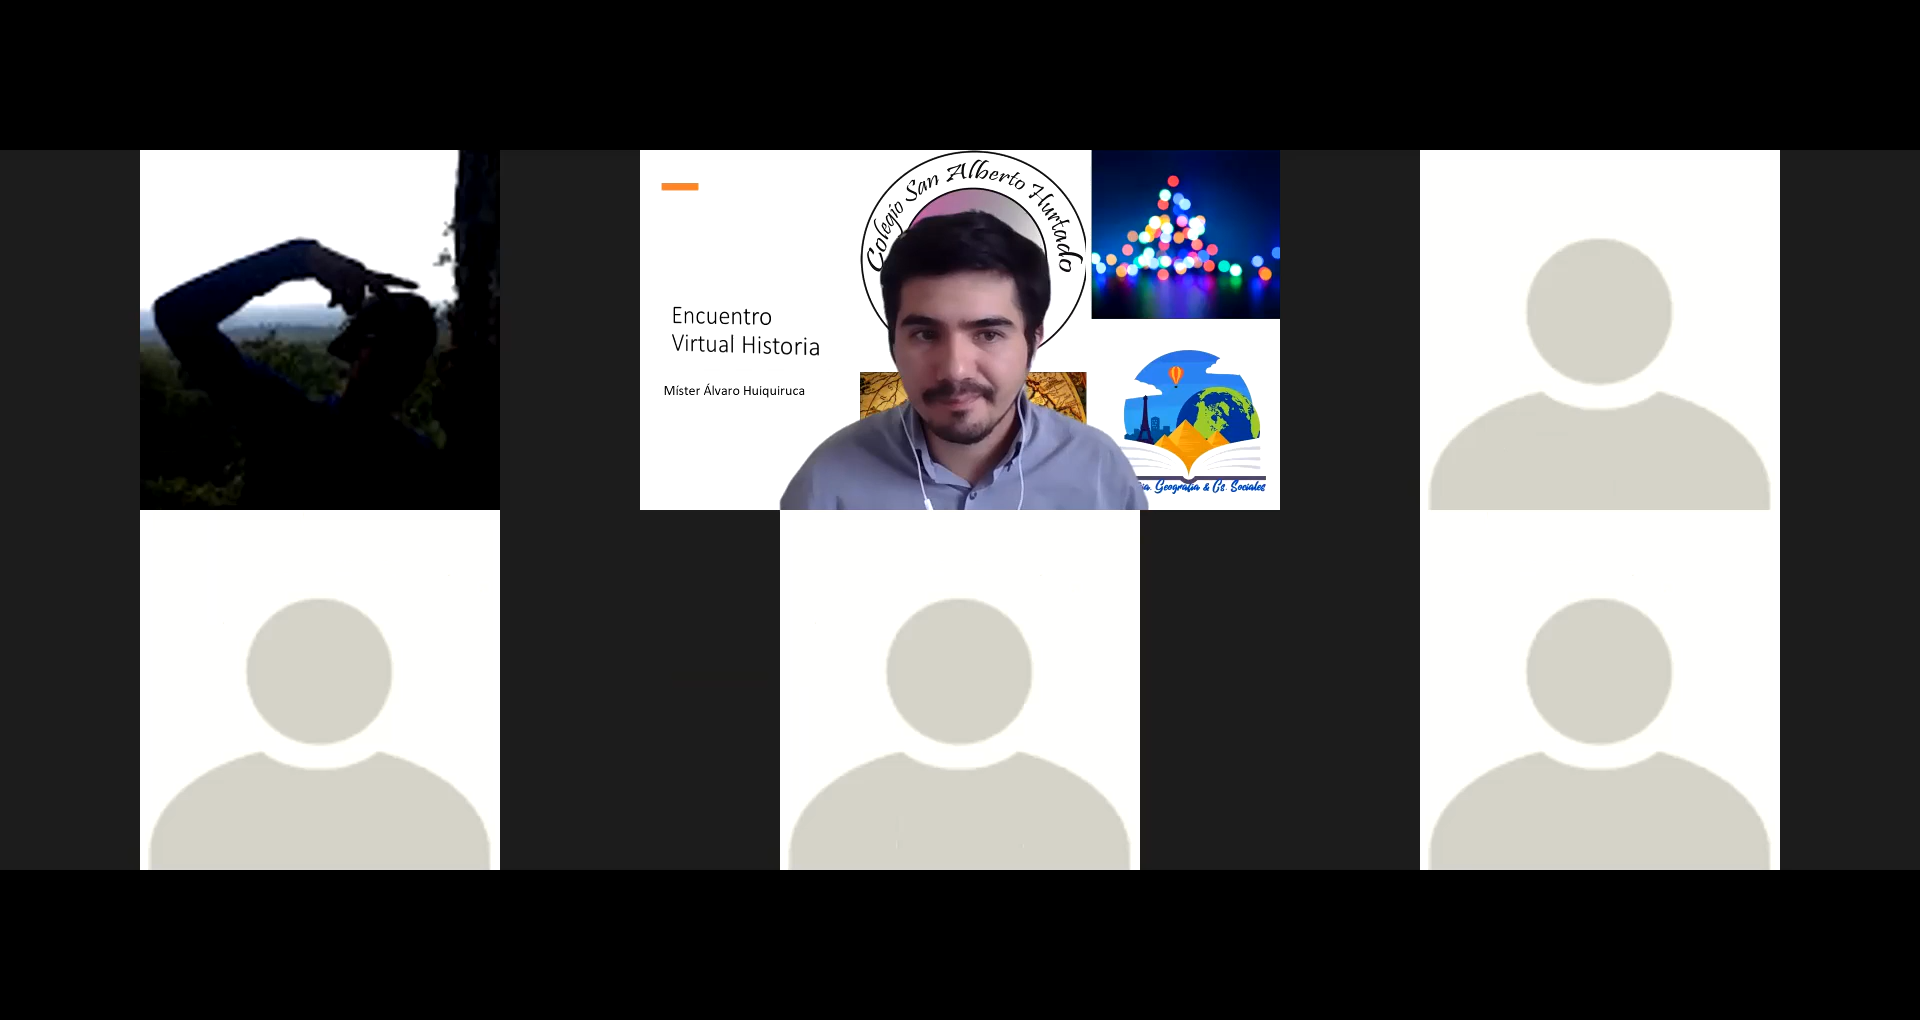 Colegio San Alberto Hurtado
Encuentro
Virtual Historia
Míster Álvaro Huiquiruca
Geografía & Cs. Sociales